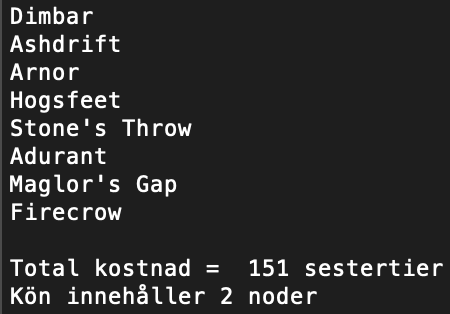 Dimbar
Ashdrift
Arnor
Hogsfeet
Stone's Throw
Adurant
Maglor's Gap
Firecrow

Total kostnad =  151 sestertier
Kön innehåller 2 noder